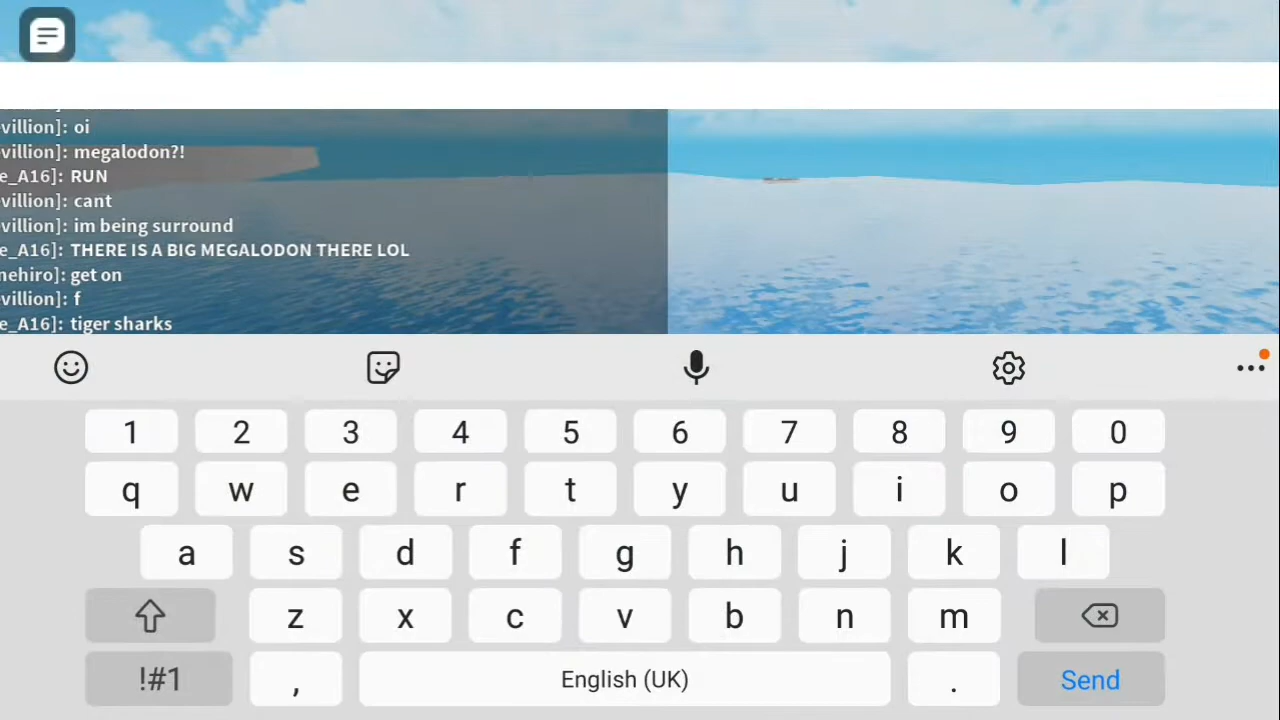 villion]: oi
villion]: megalodon?!
e_A16]: RUN
villion]: cant
villion]: im being surround
e_A16]: THERE IS A BIG MEGALODON THERE LOL
nehiro]: get on
villion]: f
e_A16]: tiger sharks
1 2 3 4 5 6 7 8 9 0
q w e r t y u i o p
a s d f g h j k l
z x c v b n m
!#1 , English (UK) . Send